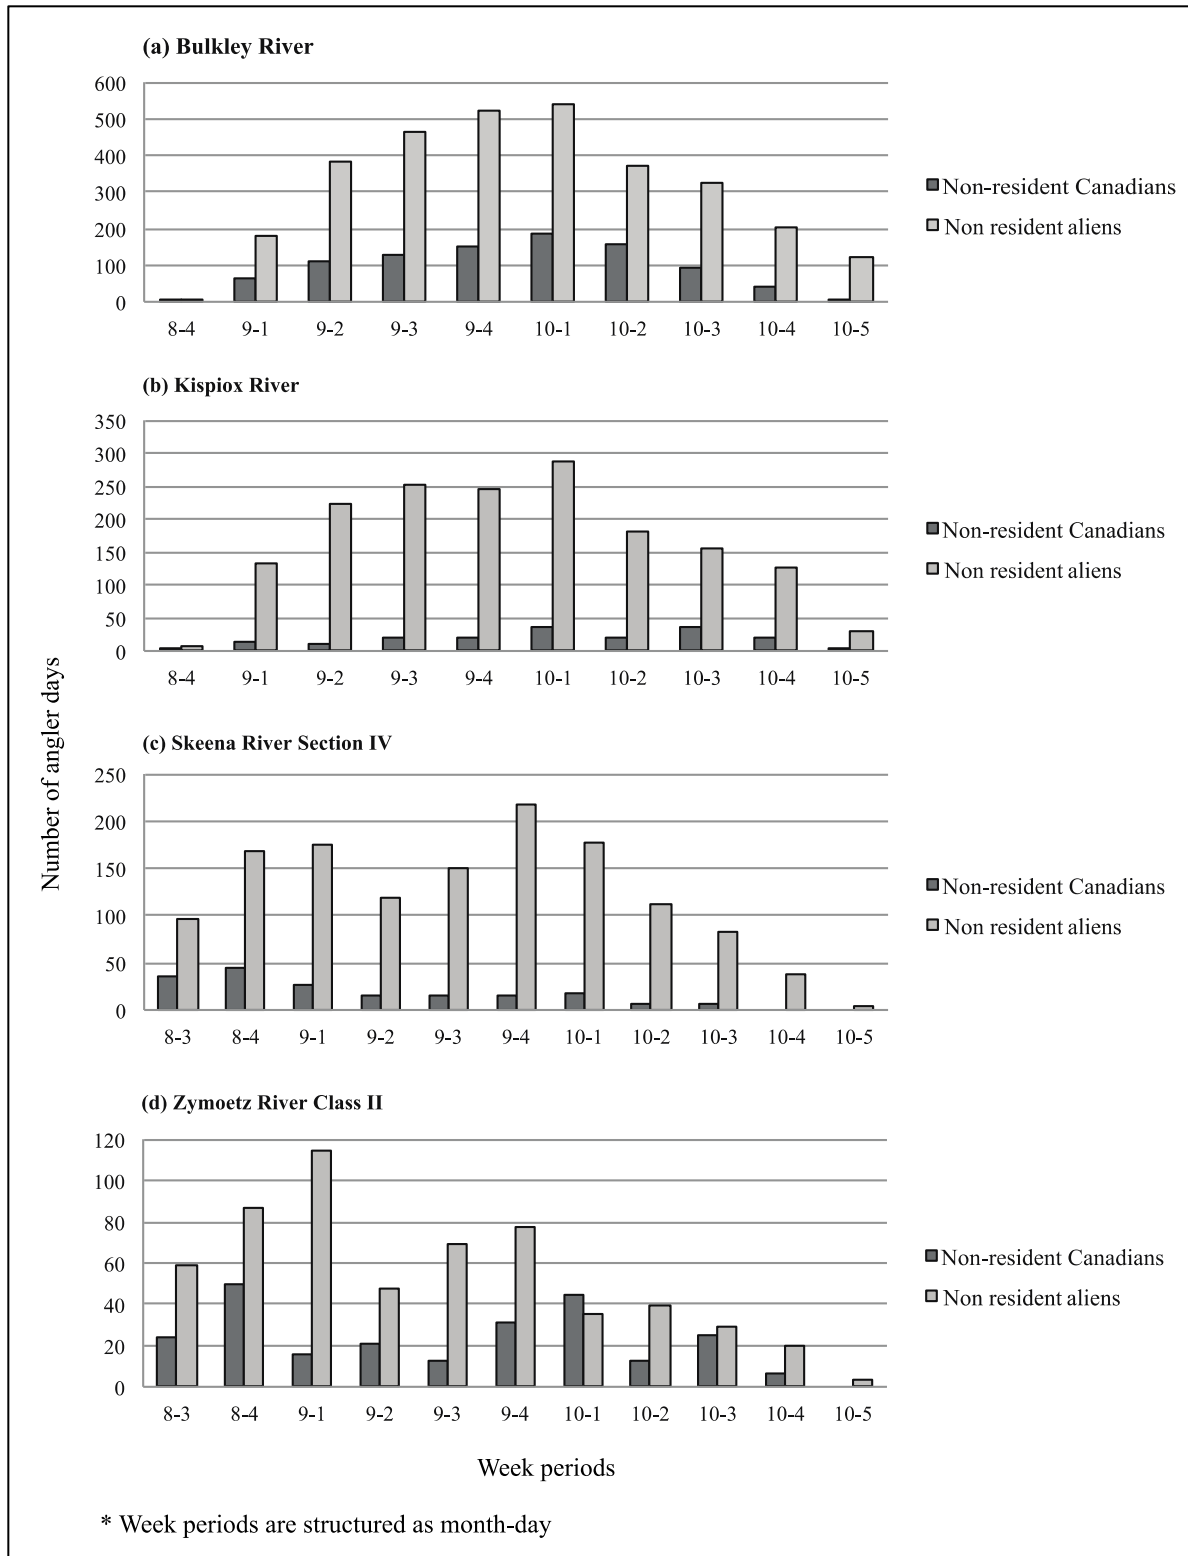 (a) Bulkley River
600
500
400
300
200
100
0
8-4 9-1 9-2 9-3 9-4 10-1 10-2 10-3 10-4 10-5
Non-resident Canadians
Non resident aliens
(b) Kispiox River
350
300
250
200
150
100
50
0
8-4 9-1 9-2 9-3 9-4 10-1 10-2 10-3 10-4 10-5
Non-resident Canadians
Non resident aliens
Number of angler days
(c) Skeena River Section IV
250
200
150
100
50
0
8-3 8-4 9-1 9-2 9-3 9-4 10-1 10-2 10-3 10-4 10-5
Non-resident Canadians
Non resident aliens
(d) Zymoetz River Class II
120
100
80
60
40
20
0
8-3 8-4 9-1 9-2 9-3 9-4 10-1 10-2 10-3 10-4 10-5
Non-resident Canadians
Non resident aliens
Week periods
* Week periods are structured as month-day